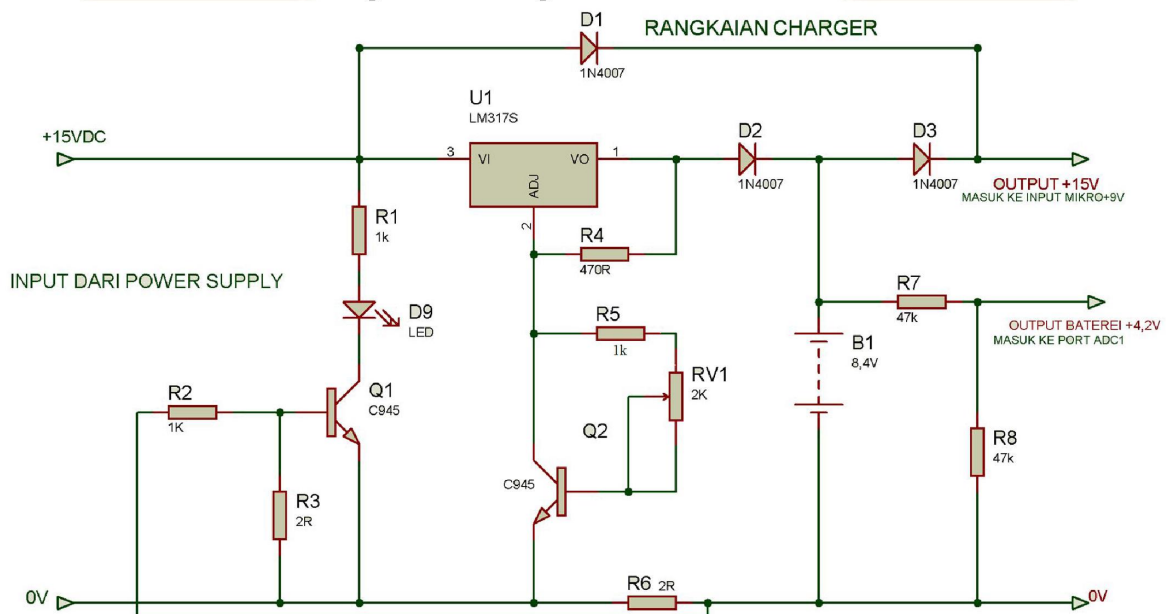 D1
RANGKAIAN CHARGER
1N4007
U1
LM317S
+15VDC
3
VI
VO
1
ADJ
2
D2
1N4007
D3
1N4007
OUTPUT +15V
MASUK KE INPUT MIKRO+9V
R1
1k
R4
470R
INPUT DARI POWER SUPPLY
D9
LED
R5
1k
R7
47k
OUTPUT BATEREI +4,2V
MASUK KE PORT ADC1
B1
8,4V
RV1
2K
R2
1K
Q1
C945
Q2
C945
R8
47k
R3
2R
0V
R6 2R
0V